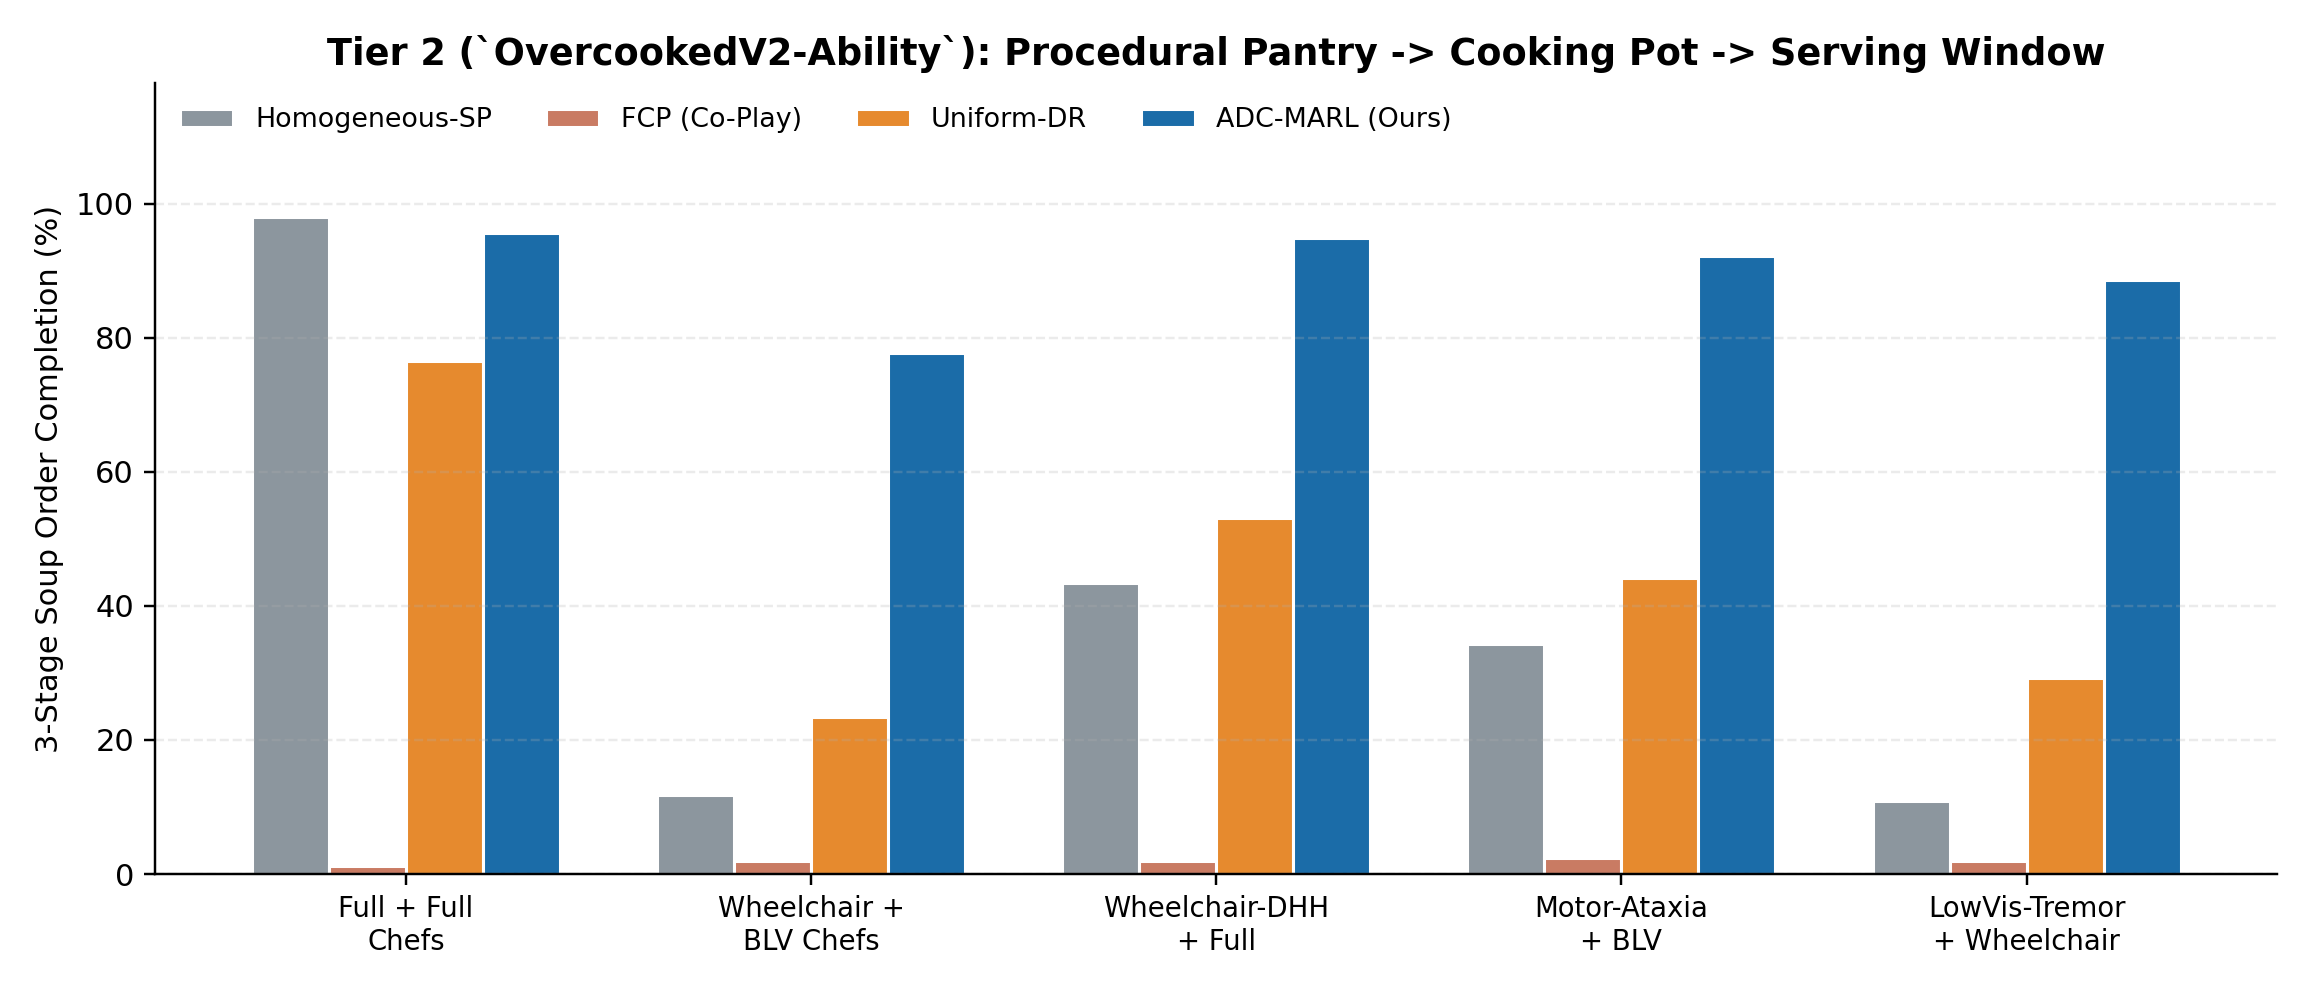 Tier 2 (`OvercookedV2-Ability`): Procedural Pantry -> Cooking Pot -> Serving Window
Homogeneous-SP
FCP (Co-Play)
Uniform-DR
ADC-MARL (Ours)
3-Stage Soup Order Completion (%)
100
80
60
40
20
0
Full + Full
Chefs
Wheelchair +
BLV Chefs
Wheelchair-DHH
+ Full
Motor-Ataxia
+ BLV
LowVis-Tremor
+ Wheelchair